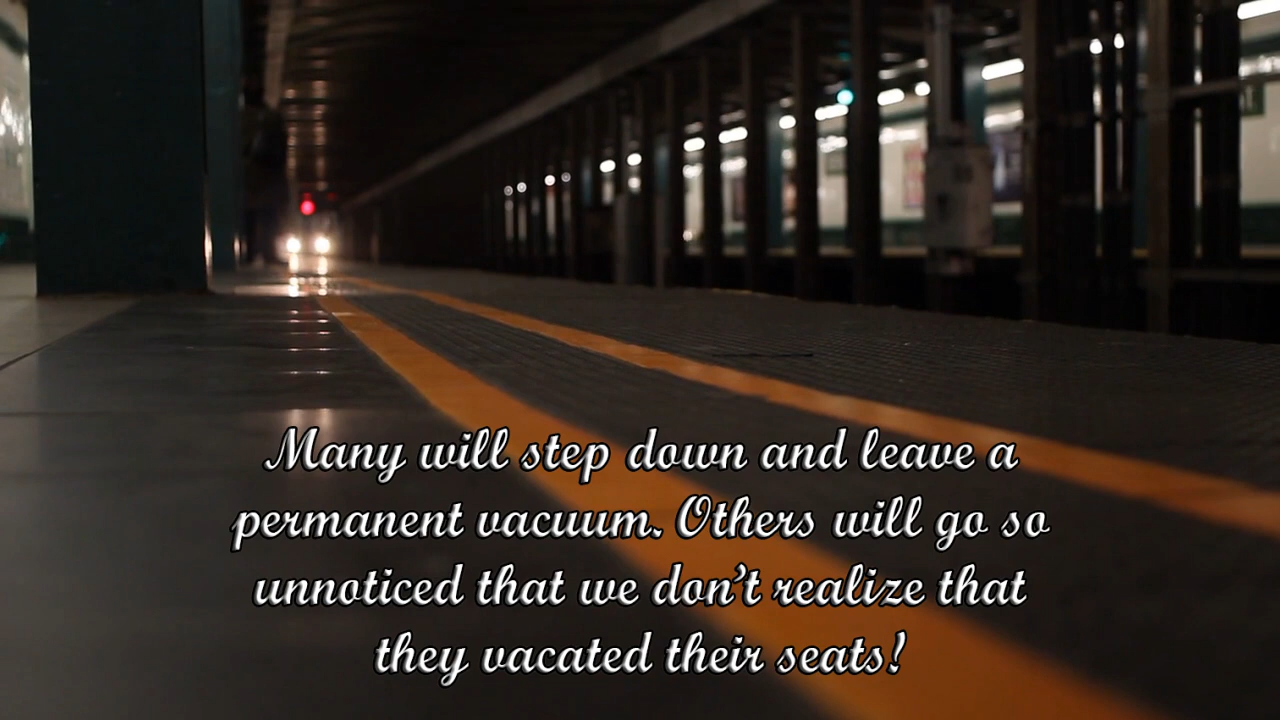 Many will step down and leave a
permanent vacuum. Others will go so
unnoticed that we don't realize that
they vacated their seats!